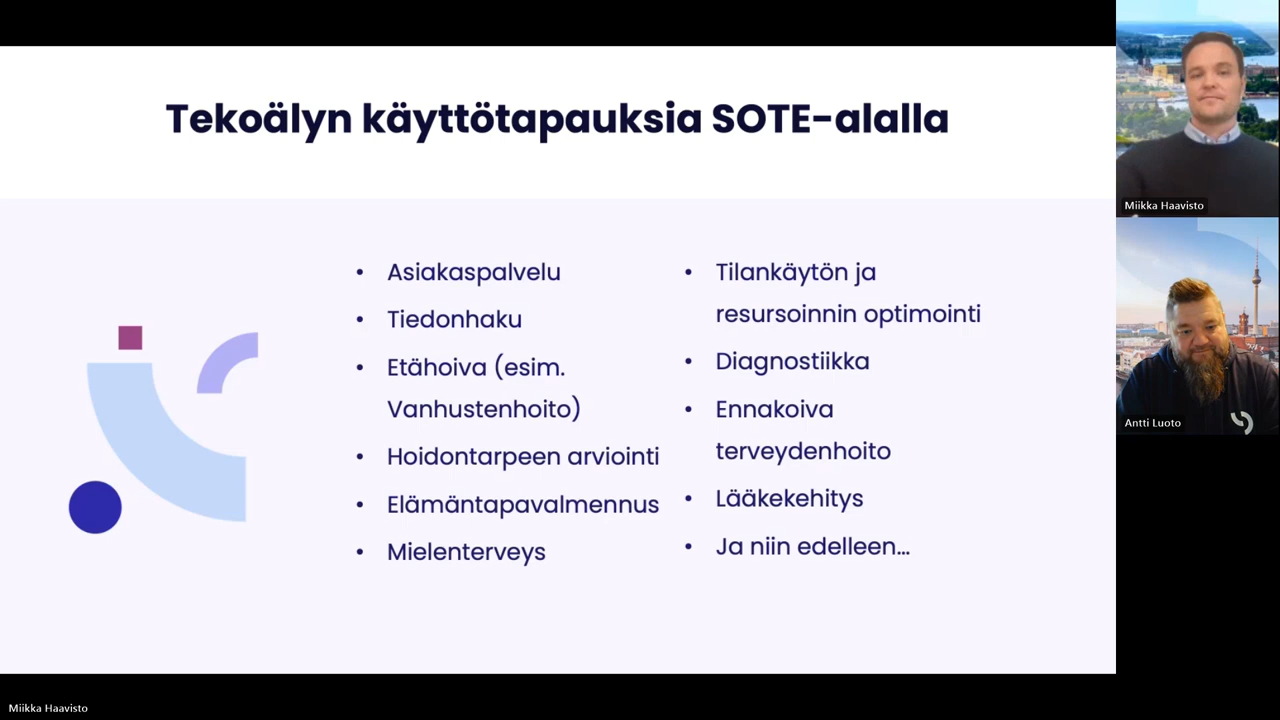 Tekoälyn käyttötapauksia SOTE-alalla
• Asiakaspalvelu
• Tiedonhaku
• Etähoiva (esim.
Vanhustenhoito)
• Hoidontarpeen arviointi
• Elämäntapavalmennus
• Mielenterveys
• Tilankäytön ja
resursoinnin optimointi
• Diagnostiikka
• Ennakoiva
terveydenhoito
• Lääkekehitys
• Ja niin edelleen...
Miikka Haavisto
Antti Luoto
Miikka Haavisto